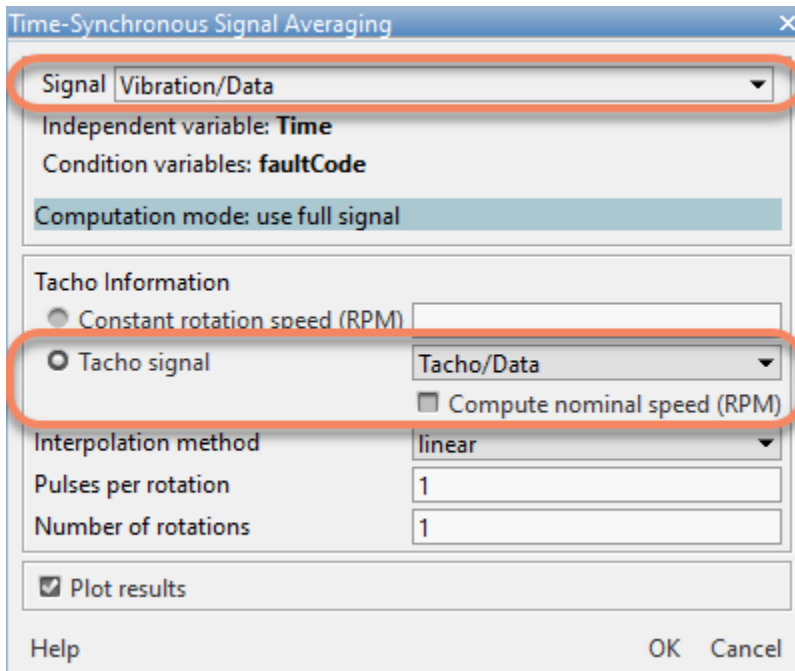 Time-Synchronous Signal Averaging
Signal Vibration/Data
Independent variable: Time
Condition variables: faultCode
Computation mode: use full signal
Tacho Information
Constant rotation speed (RPM)
Tacho signal Tacho/Data
Compute nominal speed (RPM)
Interpolation method linear
Pulses per rotation 1
Number of rotations 1
Plot results
Help OK Cancel